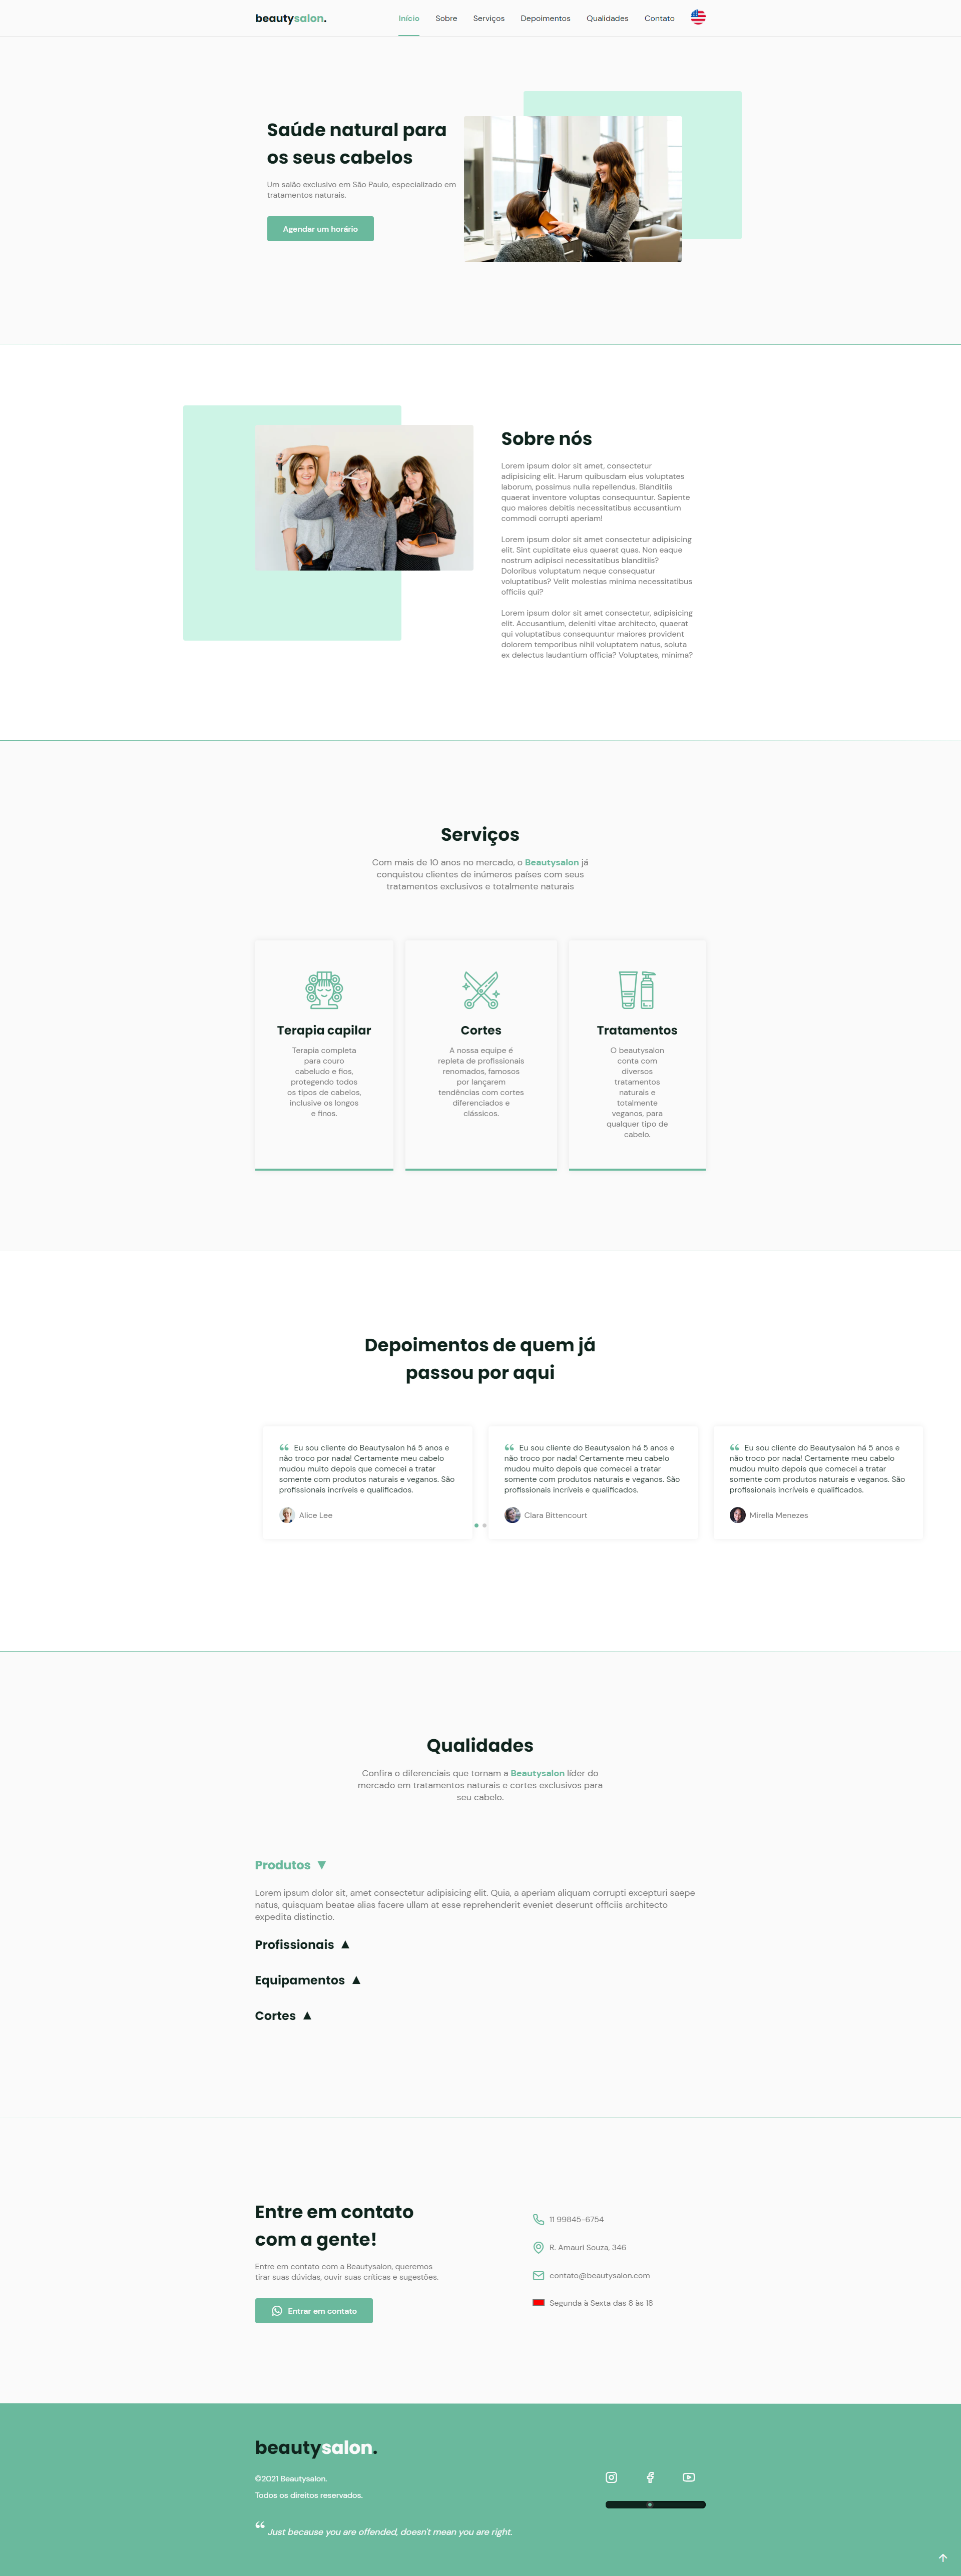 beautysalon.
Início Sobre Serviços Depoimentos Qualidades Contato
Saúde natural para
os seus cabelos
Um salão exclusivo em São Paulo, especializado em
tratamentos naturais.
Agendar um horário
Sobre nós
Lorem ipsum dolor sit amet, consectetur
adipisicing elit. Harum quibusdam eius voluptates
laborum, possimus nulla repellendus. Blanditiis
quaerat inventore voluptas consequuntur. Sapiente
quo maiores debitis necessitatibus accusantium
commodi corrupti aperiam!
Lorem ipsum dolor sit amet consectetur adipisicing
elit. Sint cupiditate eius quaerat quas. Non eaque
nostrum adipisci necessitatibus blanditiis?
Doloribus voluptatum neque consequatur
voluptatibus? Velit molestias minima necessitatibus
officiis qui?
Lorem ipsum dolor sit amet consectetur, adipisicing
elit. Accusantium, deleniti vitae architecto, quaerat
qui voluptatibus consequuntur maiores provident
dolorem temporibus nihil voluptatem natus, soluta
ex delectus laudantium officia? Voluptates, minima?
Serviços
Com mais de 10 anos no mercado, o Beautysalon já
conquistou clientes de inúmeros países com seus
tratamentos exclusivos e totalmente naturais
Terapia capilar
Terapia completa
para couro
cabeludo e fios,
protegendo todos
os tipos de cabelos,
inclusive os longos
e finos.
Cortes
A nossa equipe é
repleta de profissionais
renomados, famosos
por lançarem
tendências com cortes
diferenciados e
clássicos.
Tratamentos
O beautysalon
conta com
diversos
tratamentos
naturais e
totalmente
veganos, para
qualquer tipo de
cabelo.
Depoimentos de quem já
passou por aqui
“ Eu sou cliente do Beautysalon há 5 anos e
não troco por nada! Certamente meu cabelo
mudou muito depois que comecei a tratar
somente com produtos naturais e veganos. São
profissionais incríveis e qualificados.
Alice Lee
“ Eu sou cliente do Beautysalon há 5 anos e
não troco por nada! Certamente meu cabelo
mudou muito depois que comecei a tratar
somente com produtos naturais e veganos. São
profissionais incríveis e qualificados.
Clara Bittencourt
“ Eu sou cliente do Beautysalon há 5 anos e
não troco por nada! Certamente meu cabelo
mudou muito depois que comecei a tratar
somente com produtos naturais e veganos. São
profissionais incríveis e qualificados.
Mirella Menezes
Qualidades
Confira o diferenciais que tornam a Beautysalon líder do
mercado em tratamentos naturais e cortes exclusivos para
seu cabelo.
Produtos ▼
Lorem ipsum dolor sit, amet consectetur adipisicing elit. Quia, a aperiam aliquam corrupti excepturi saepe
natus, quisquam beatae alias facere ullam at esse reprehenderit eveniet deserunt officiis architecto
expedita distinctio.
Profissionais ▲
Equipamentos ▲
Cortes ▲
Entre em contato
com a gente!
Entre em contato com a Beautysalon, queremos
tirar suas dúvidas, ouvir suas críticas e sugestões.
Entrar em contato
11 99845-6754
R. Amauri Souza, 346
contato@beautysalon.com
Segunda à Sexta das 8 às 18
beautysalon.
©2021 Beautysalon.
Todos os direitos reservados.
“ Just because you are offended, doesn't mean you are right.